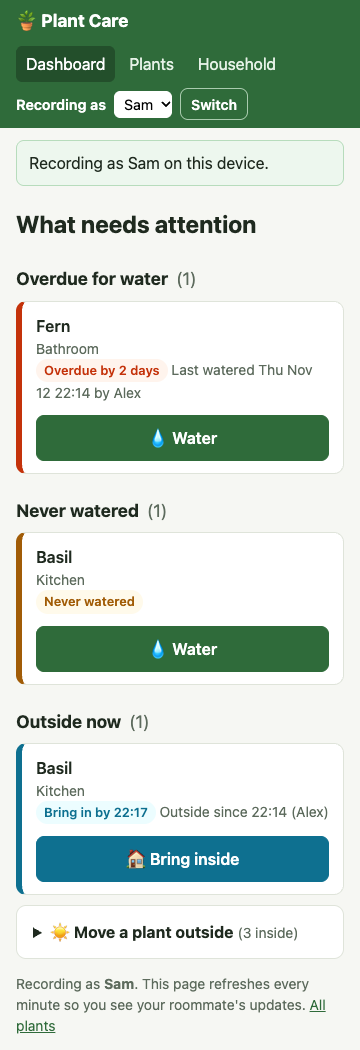 🪴 Plant Care
Dashboard Plants Household
Recording as Sam Switch
Recording as Sam on this device.
What needs attention
Overdue for water (1)
Fern
Bathroom
Overdue by 2 days Last watered Thu Nov
12 22:14 by Alex
💧 Water
Never watered (1)
Basil
Kitchen
Never watered
💧 Water
Outside now (1)
Basil
Kitchen
Bring in by 22:17 Outside since 22:14 (Alex)
🏠 Bring inside
▶ ☀️ Move a plant outside (3 inside)
Recording as Sam. This page refreshes every
minute so you see your roommate's updates. All
plants